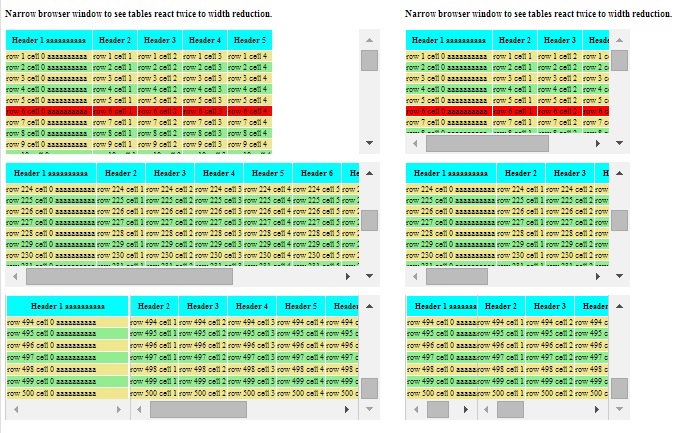 Narrow browser window to see tables react twice to width reduction.
Header 1 aaaaaaaaaa Header 2 Header 3 Header 4 Header 5
row 1 cell 0 aaaaaaaaaa row 1 cell 1 row 1 cell 2 row 1 cell 3 row 1 cell 4
row 2 cell 0 aaaaaaaaaa row 2 cell 1 row 2 cell 2 row 2 cell 3 row 2 cell 4
row 3 cell 0 aaaaaaaaaa row 3 cell 1 row 3 cell 2 row 3 cell 3 row 3 cell 4
row 4 cell 0 aaaaaaaaaa row 4 cell 1 row 4 cell 2 row 4 cell 3 row 4 cell 4
row 5 cell 0 aaaaaaaaaa row 5 cell 1 row 5 cell 2 row 5 cell 3 row 5 cell 4
row 6 cell 0 aaaaaaaaaa row 6 cell 1 row 6 cell 2 row 6 cell 3 row 6 cell 4
row 7 cell 0 aaaaaaaaaa row 7 cell 1 row 7 cell 2 row 7 cell 3 row 7 cell 4
row 8 cell 0 aaaaaaaaaa row 8 cell 1 row 8 cell 2 row 8 cell 3 row 8 cell 4
row 9 cell 0 aaaaaaaaaa row 9 cell 1 row 9 cell 2 row 9 cell 3 row 9 cell 4
Narrow browser window to see tables react twice to width reduction.
Header 1 aaaaaaaaaa Header 2 Header 3 Heade
row 1 cell 0 aaaaaaaaaa row 1 cell 1 row 1 cell 2 row 1 c
row 2 cell 0 aaaaaaaaaa row 2 cell 1 row 2 cell 2 row 2 c
row 3 cell 0 aaaaaaaaaa row 3 cell 1 row 3 cell 2 row 3 c
row 4 cell 0 aaaaaaaaaa row 4 cell 1 row 4 cell 2 row 4 c
row 5 cell 0 aaaaaaaaaa row 5 cell 1 row 5 cell 2 row 5 c
row 6 cell 0 aaaaaaaaaa row 6 cell 1 row 6 cell 2 row 6 c
row 7 cell 0 aaaaaaaaaa row 7 cell 1 row 7 cell 2 row 7 c
Header 1 aaaaaaaaaa Header 2 Header 3 Header 4 Header 5 Header 6 He
row 224 cell 0 aaaaaaaaaa row 224 cell 1 row 224 cell 2 row 224 cell 3 row 224 cell 4 row 224 cell 5 row 2
row 225 cell 0 aaaaaaaaaa row 225 cell 1 row 225 cell 2 row 225 cell 3 row 225 cell 4 row 225 cell 5 row 2
row 226 cell 0 aaaaaaaaaa row 226 cell 1 row 226 cell 2 row 226 cell 3 row 226 cell 4 row 226 cell 5 row 2
row 227 cell 0 aaaaaaaaaa row 227 cell 1 row 227 cell 2 row 227 cell 3 row 227 cell 4 row 227 cell 5 row 2
row 228 cell 0 aaaaaaaaaa row 228 cell 1 row 228 cell 2 row 228 cell 3 row 228 cell 4 row 228 cell 5 row 2
row 229 cell 0 aaaaaaaaaa row 229 cell 1 row 229 cell 2 row 229 cell 3 row 229 cell 4 row 229 cell 5 row 2
row 230 cell 0 aaaaaaaaaa row 230 cell 1 row 230 cell 2 row 230 cell 3 row 230 cell 4 row 230 cell 5 row 2
Header 1 aaaaaaaaaa Header 2 Header 3 H
row 224 cell 0 aaaaaaaaaa row 224 cell 1 row 224 cell 2 row 2
row 225 cell 0 aaaaaaaaaa row 225 cell 1 row 225 cell 2 row 2
row 226 cell 0 aaaaaaaaaa row 226 cell 1 row 226 cell 2 row 2
row 227 cell 0 aaaaaaaaaa row 227 cell 1 row 227 cell 2 row 2
row 228 cell 0 aaaaaaaaaa row 228 cell 1 row 228 cell 2 row 2
row 229 cell 0 aaaaaaaaaa row 229 cell 1 row 229 cell 2 row 2
row 230 cell 0 aaaaaaaaaa row 230 cell 1 row 230 cell 2 row 2
Header 1 aaaaaaaaaa Header 2 Header 3 Header 4 Header 5 Header
row 494 cell 0 aaaaaaaaaa row 494 cell 1 row 494 cell 2 row 494 cell 3 row 494 cell 4 row 494 c
row 495 cell 0 aaaaaaaaaa row 495 cell 1 row 495 cell 2 row 495 cell 3 row 495 cell 4 row 495 c
row 496 cell 0 aaaaaaaaaa row 496 cell 1 row 496 cell 2 row 496 cell 3 row 496 cell 4 row 496 c
row 497 cell 0 aaaaaaaaaa row 497 cell 1 row 497 cell 2 row 497 cell 3 row 497 cell 4 row 497 c
row 498 cell 0 aaaaaaaaaa row 498 cell 1 row 498 cell 2 row 498 cell 3 row 498 cell 4 row 498 c
row 499 cell 0 aaaaaaaaaa row 499 cell 1 row 499 cell 2 row 499 cell 3 row 499 cell 4 row 499 c
row 500 cell 0 aaaaaaaaaa row 500 cell 1 row 500 cell 2 row 500 cell 3 row 500 cell 4 row 500 c
Header 1 aaaaaaa Header 2 Header 3 Header
row 494 cell 0 aaaaaaa row 494 cell 1 row 494 cell 2 row 494 c
row 495 cell 0 aaaaaaa row 495 cell 1 row 495 cell 2 row 495 c
row 496 cell 0 aaaaaaa row 496 cell 1 row 496 cell 2 row 496 c
row 497 cell 0 aaaaaaa row 497 cell 1 row 497 cell 2 row 497 c
row 498 cell 0 aaaaaaa row 498 cell 1 row 498 cell 2 row 498 c
row 499 cell 0 aaaaaaa row 499 cell 1 row 499 cell 2 row 499 c
row 500 cell 0 aaaaaaa row 500 cell 1 row 500 cell 2 row 500 c